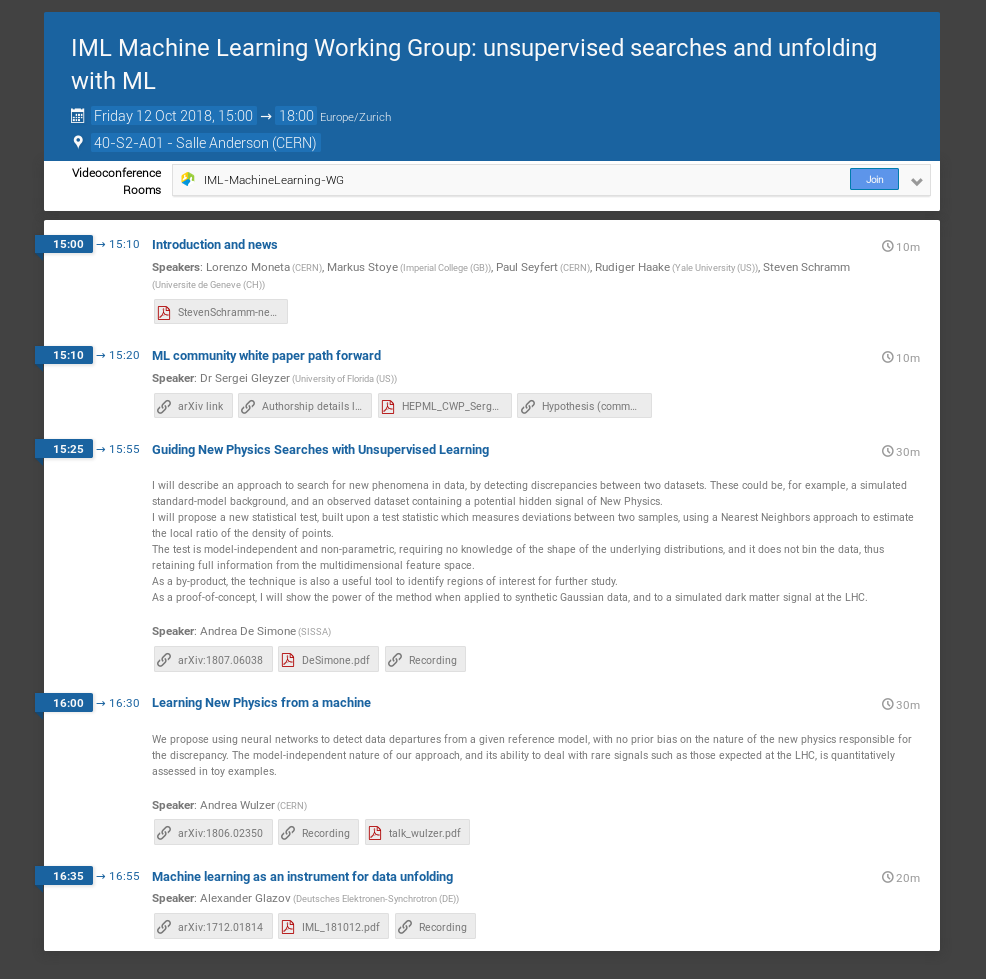 IML Machine Learning Working Group: unsupervised searches and unfolding
with ML
Friday 12 Oct 2018, 15:00 → 18:00 Europe/Zurich
40-S2-A01 - Salle Anderson (CERN)
Videoconference
Rooms
IML-MachineLearning-WG
Join
15:00 → 15:10 Introduction and news 10m
Speakers: Lorenzo Moneta (CERN), Markus Stoye (Imperial College (GB)), Paul Seyfert (CERN), Rudiger Haake (Yale University (US)), Steven Schramm
(Universite de Geneve (CH))
StevenSchramm-ne...
15:10 → 15:20 ML community white paper path forward 10m
Speaker: Dr Sergei Gleyzer (University of Florida (US))
arXiv link Authorship details l... HEPML_CWP_Serg... Hypothesis (comm...
15:25 → 15:55 Guiding New Physics Searches with Unsupervised Learning 30m
I will describe an approach to search for new phenomena in data, by detecting discrepancies between two datasets. These could be, for example, a simulated
standard-model background, and an observed dataset containing a potential hidden signal of New Physics.
I will propose a new statistical test, built upon a test statistic which measures deviations between two samples, using a Nearest Neighbors approach to estimate
the local ratio of the density of points.
The test is model-independent and non-parametric, requiring no knowledge of the shape of the underlying distributions, and it does not bin the data, thus
retaining full information from the multidimensional feature space.
As a by-product, the technique is also a useful tool to identify regions of interest for further study.
As a proof-of-concept, I will show the power of the method when applied to synthetic Gaussian data, and to a simulated dark matter signal at the LHC.
Speaker: Andrea De Simone (SISSA)
arXiv:1807.06038 DeSimone.pdf Recording
16:00 → 16:30 Learning New Physics from a machine 30m
We propose using neural networks to detect data departures from a given reference model, with no prior bias on the nature of the new physics responsible for
the discrepancy. The model-independent nature of our approach, and its ability to deal with rare signals such as those expected at the LHC, is quantitatively
assessed in toy examples.
Speaker: Andrea Wulzer (CERN)
arXiv:1806.02350 Recording talk_wulzer.pdf
16:35 → 16:55 Machine learning as an instrument for data unfolding 20m
Speaker: Alexander Glazov (Deutsches Elektronen-Synchrotron (DE))
arXiv:1712.01814 IML_181012.pdf Recording